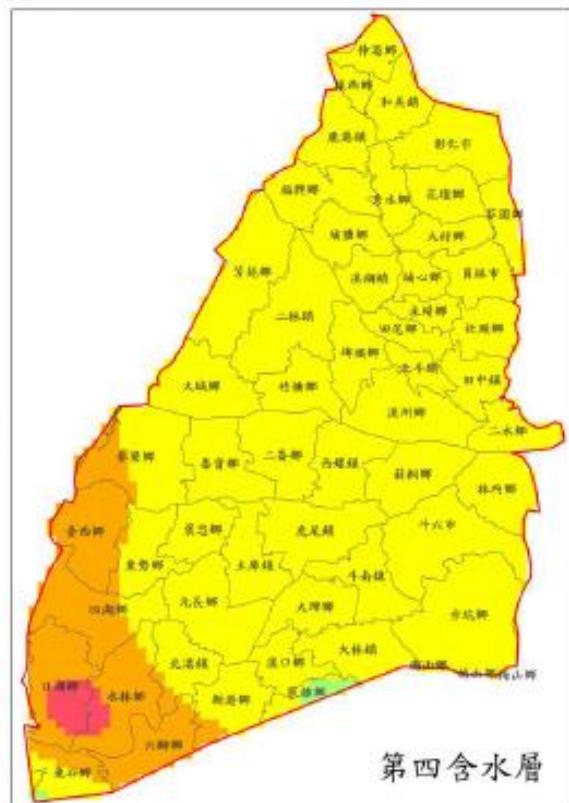 伸港鄉
線西鄉
和美鎮
鹿港鎮
彰化市
福興鄉
秀水鄉
花壇鄉
芬園鄉
埔鹽鄉
大村鄉
芳苑鄉
溪湖鎮
埔心鄉
員林市
二林鎮
永靖鄉
田尾鄉
社頭鄉
埤頭鄉
北斗鎮
田中鎮
大城鄉
竹塘鄉
溪州鄉
二水鄉
麥寮鄉
崙背鄉
二崙鄉
西螺鎮
莿桐鄉
林內鄉
臺西鄉
褒忠鄉
虎尾鎮
斗六市
東勢鄉
土庫鎮
斗南鎮
四湖鄉
元長鄉
大埤鄉
古坑鄉
北港鎮
溪口鄉
大林鎮
梅山鄉
口湖鄉
水林鄉
新港鄉
民雄鄉
六腳鄉
東石鄉
第四含水層